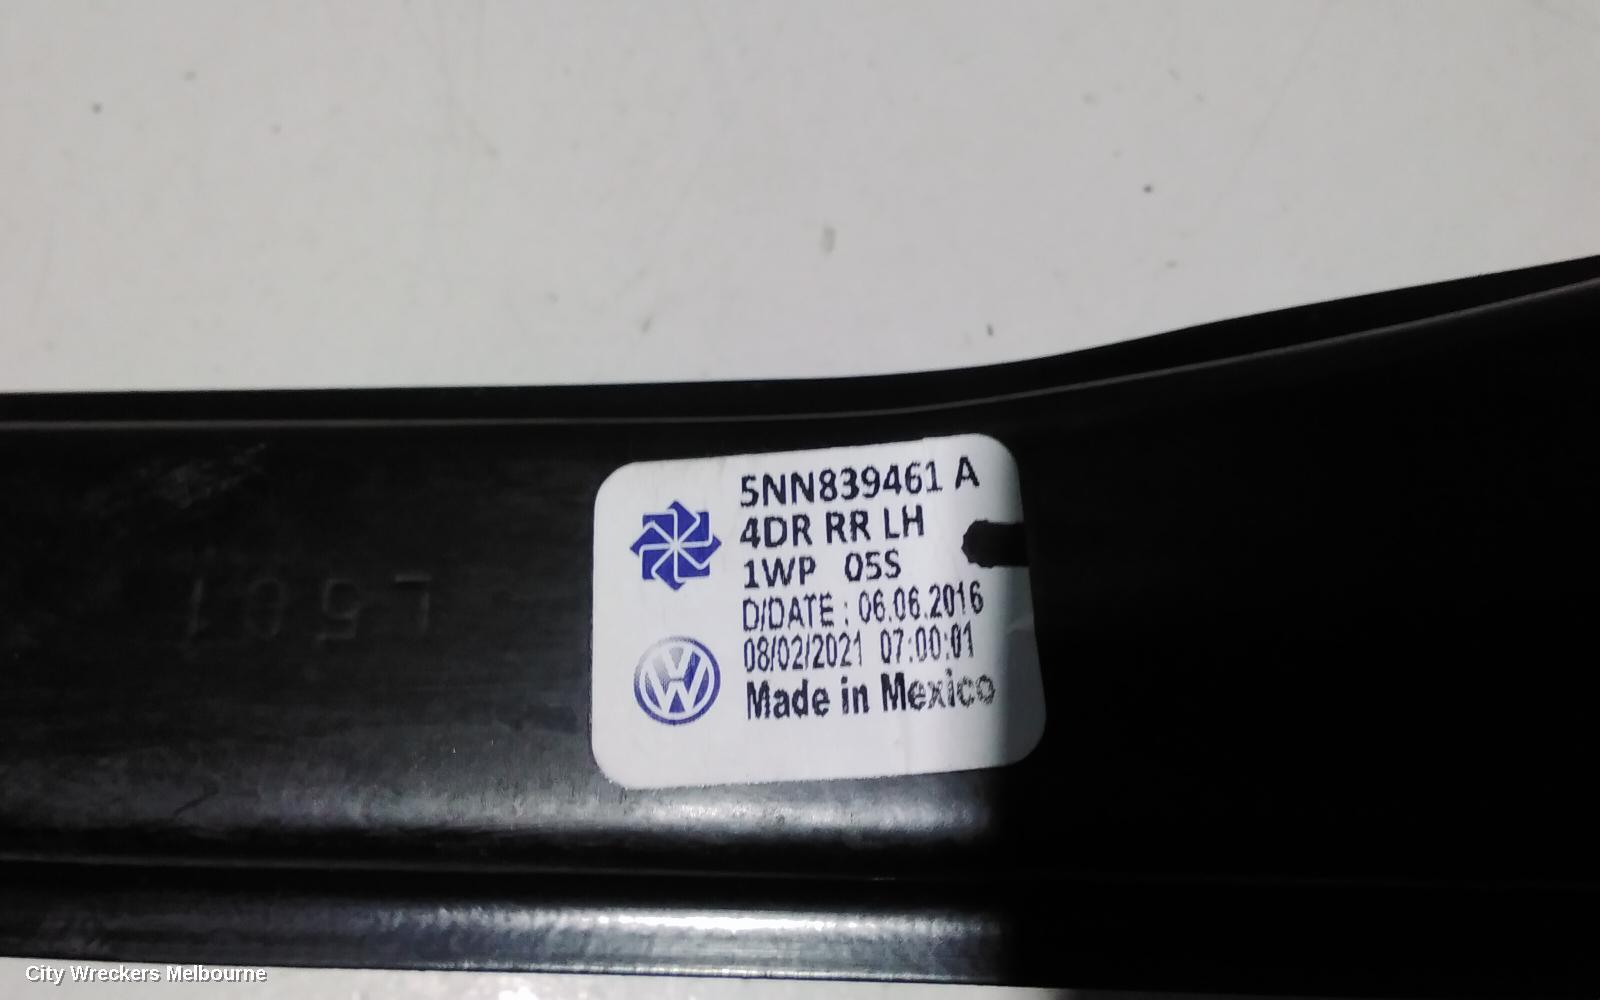 5NN839461 A
4DR RR LH
1WP 05S
D/DATE : 06.06.2016
08/02/2021 07:00:01
Made in Mexico
L501
City Wreckers Melbourne